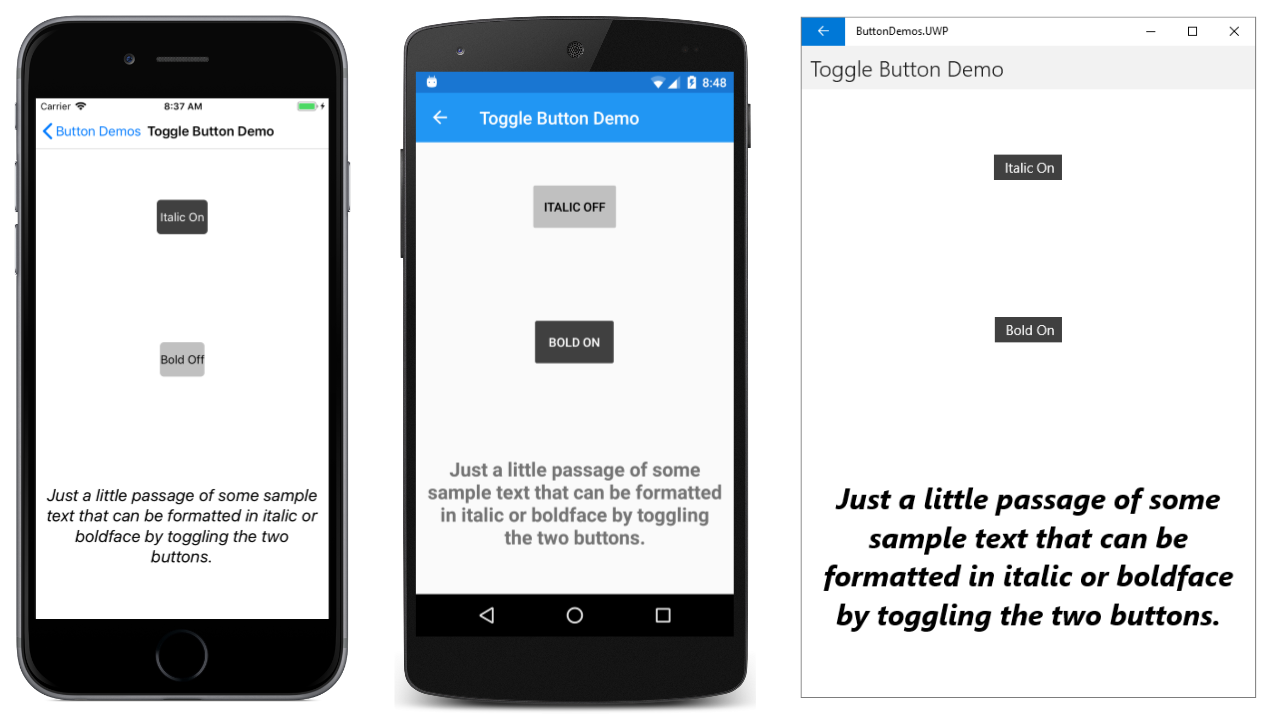 Carrier
8:37 AM
Button Demos Toggle Button Demo
Italic On
Bold Off
Just a little passage of some sample
text that can be formatted in italic or
boldface by toggling the two
buttons.
8:48
Toggle Button Demo
ITALIC OFF
BOLD ON
Just a little passage of some
sample text that can be formatted
in italic or boldface by toggling
the two buttons.
ButtonDemos.UWP
Toggle Button Demo
Italic On
Bold On
Just a little passage of some
sample text that can be
formatted in italic or boldface
by toggling the two buttons.